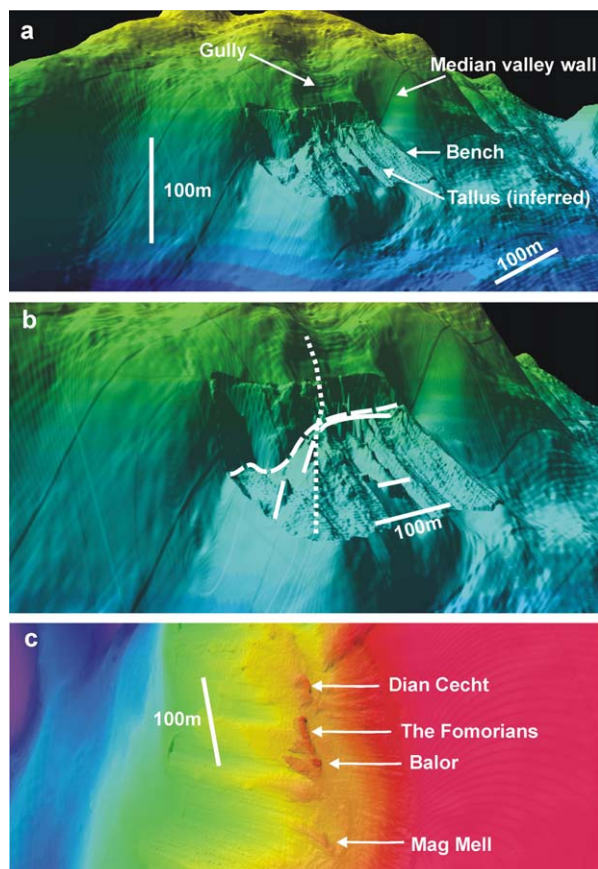 a
Gully
Median valley wall
Bench
100m
Tallus (inferred)
100m
b
100m
c
Dian Cecht
100m
The Fomorians
Balor
Mag Mell